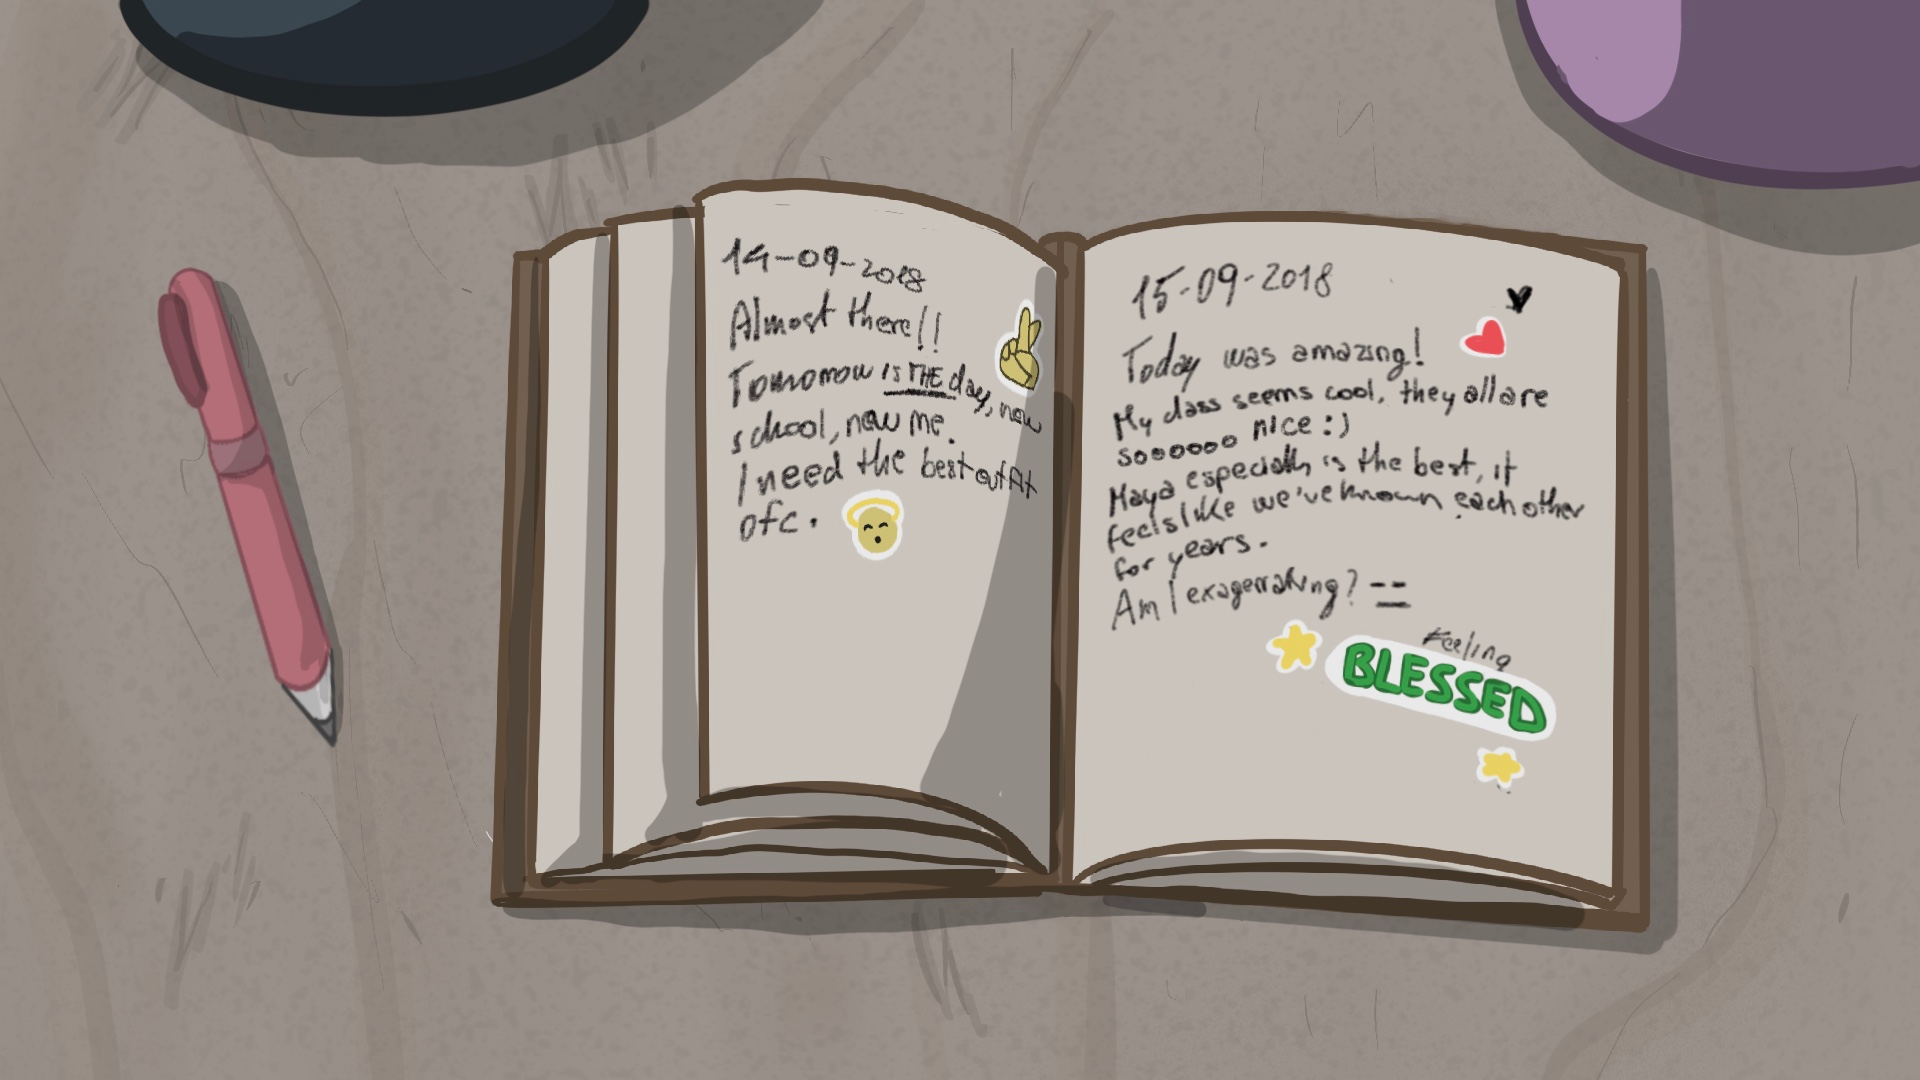 14-09-2018
Almost there!!
Tomorrow is THE day, new
school, new me.
I need the best outfit
ofc.
15-09-2018
Today was amazing!
My class seems cool, they all are
soooooo nice :)
Maya especially is the best, it
feels like we've known each other
for years.
Am I exagerrating? --
Feeling
BLESSED